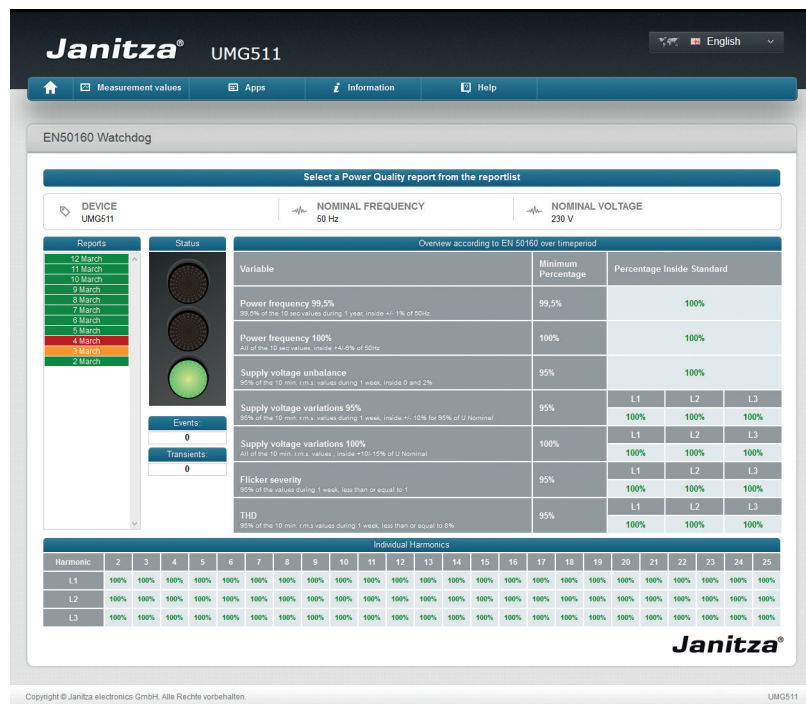 Janitza®
UMG511
English
Measurement values
Apps
Information
Help
EN50160 Watchdog
Select a Power Quality report from the reportlist
DEVICE
UMG511
NOMINAL FREQUENCY
50 Hz
NOMINAL VOLTAGE
230 V
Reports
12 March
11 March
10 March
9 March
8 March
7 March
6 March
5 March
4 March
3 March
2 March
Status
Events:
0
Transients:
0
Overview according to EN 50160 over timeperiod
Variable
Minimum
Percentage
Percentage Inside Standard
Power frequency 99,5%
99,5% of the 10 sec values during 1 year, inside +/- 1% of 50Hz
99,5%
100%
Power frequency 100%
All of the 10 sec values, inside +4/-6% of 50Hz
100%
100%
Supply voltage unbalance
95% of the 10 min. r.m.s. values during 1 week, inside 0 and 2%
95%
100%
Supply voltage variations 95%
95% of the 10 min. r.m.s. values during 1 week, inside +/- 10% for 95% of U Nominal
95%
L1 L2 L3
100% 100% 100%
Supply voltage variations 100%
All of the 10 min. r.m.s. values , inside +10/-15% of U Nominal
100%
L1 L2 L3
100% 100% 100%
Flicker severity
95% of the values during 1 week, less than or equal to 1
95%
L1 L2 L3
100% 100% 100%
THD
95% of the 10 min. r.m.s values during 1 week, less than or equal to 8%
95%
L1 L2 L3
100% 100% 100%
Individual Harmonics
Harmonic 2 3 4 5 6 7 8 9 10 11 12 13 14 15 16 17 18 19 20 21 22 23 24 25
L1 100% 100% 100% 100% 100% 100% 100% 100% 100% 100% 100% 100% 100% 100% 100% 100% 100% 100% 100% 100% 100% 100% 100% 100%
L2 100% 100% 100% 100% 100% 100% 100% 100% 100% 100% 100% 100% 100% 100% 100% 100% 100% 100% 100% 100% 100% 100% 100% 100%
L3 100% 100% 100% 100% 100% 100% 100% 100% 100% 100% 100% 100% 100% 100% 100% 100% 100% 100% 100% 100% 100% 100% 100% 100%
Janitza®
Copyright © Janitza electronics GmbH. Alle Rechte vorbehalten.
UMG511